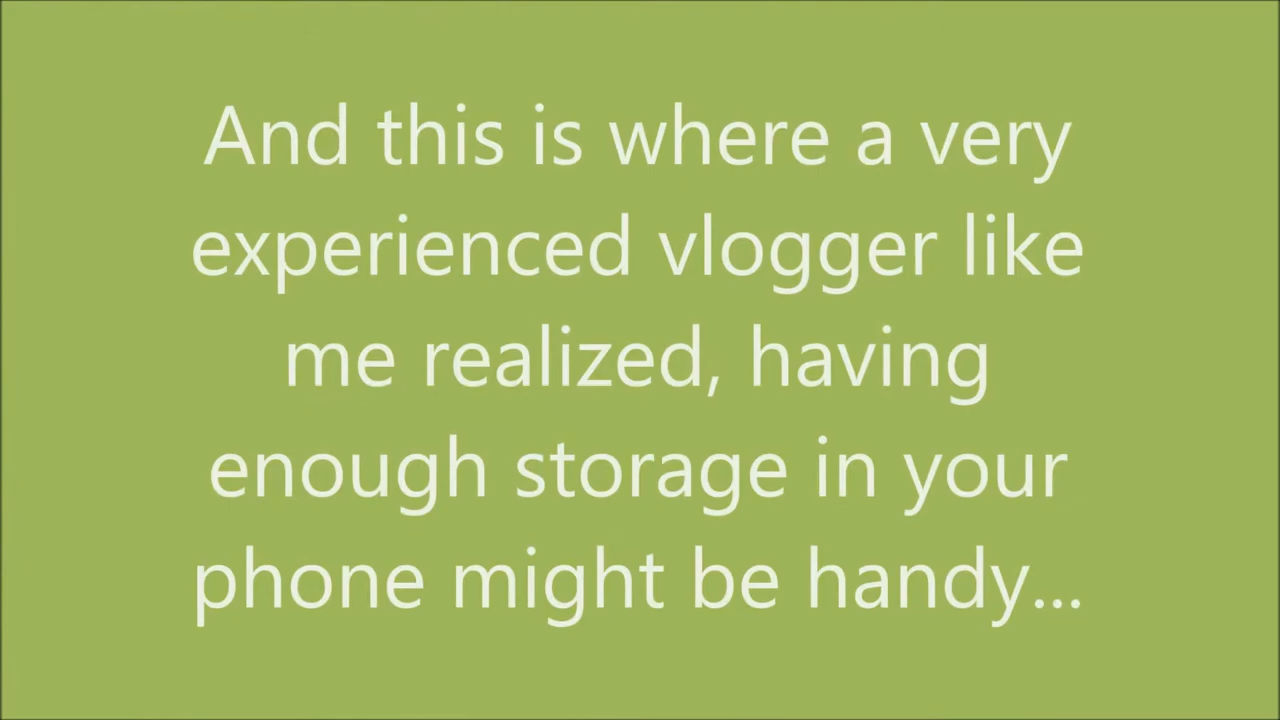 And this is where a very
experienced vlogger like
me realized, having
enough storage in your
phone might be handy...